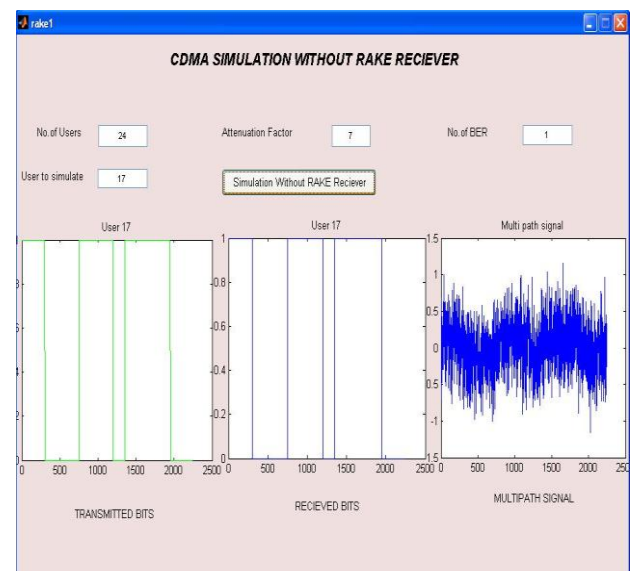 rake1
CDMA SIMULATION WITHOUT RAKE RECIEVER
No.of Users 24 Attenuation Factor 7 No.of BER 1
User to simulate 17 Simulation Without RAKE Reciever
User 17 User 17 Multi path signal
1 0.8 0.6 0.4 0.2 0
1.5 1 0.5 0 0.5 -1 1.5
0 500 1000 1500 2000 2500 0 500 1000 1500 2000 2500 0 500 1000 1500 2000 250
TRANSMITTED BITS RECIEVED BITS MULTIPATH SIGNAL